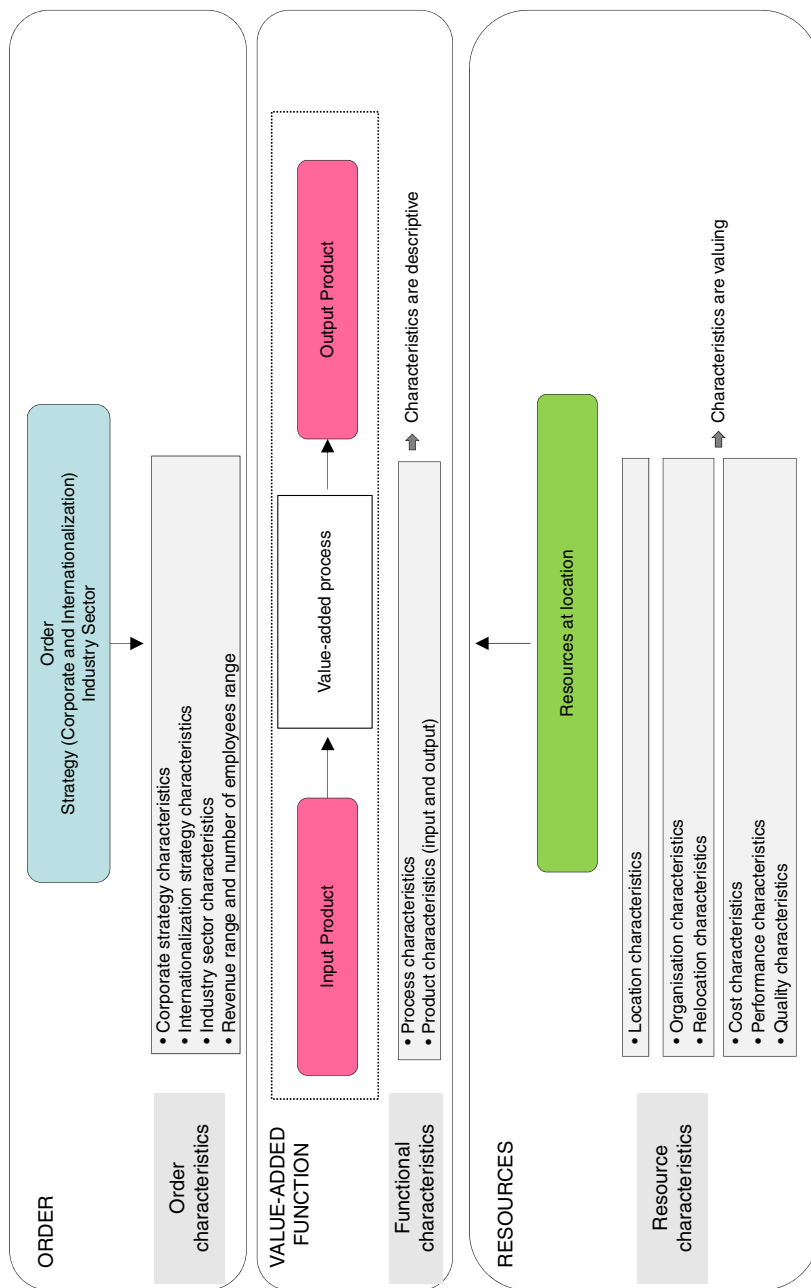 ORDER
Order
Strategy (Corporate and Internationalization)
Industry Sector
Order
characteristics
• Corporate strategy characteristics
• Internationalization strategy characteristics
• Industry sector characteristics
• Revenue range and number of employees range
VALUE-ADDED
FUNCTION
Input Product
Value-added process
Output Product
Functional
characteristics
• Process characteristics
• Product characteristics (input and output)
Characteristics are descriptive
RESOURCES
Resources at location
Resource
characteristics
• Location characteristics
• Organisation characteristics
• Relocation characteristics
• Cost characteristics
• Performance characteristics
• Quality characteristics
Characteristics are valuing